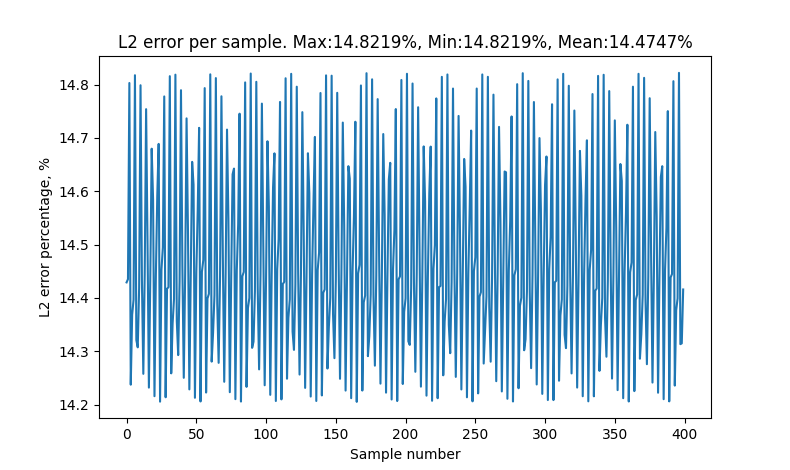 L2 error per sample. Max:14.8219%, Min:14.8219%, Mean:14.4747%
L2 error percentage, %
14.8
14.7
14.6
14.5
14.4
14.3
14.2
0 50 100 150 200 250 300 350 400
Sample number